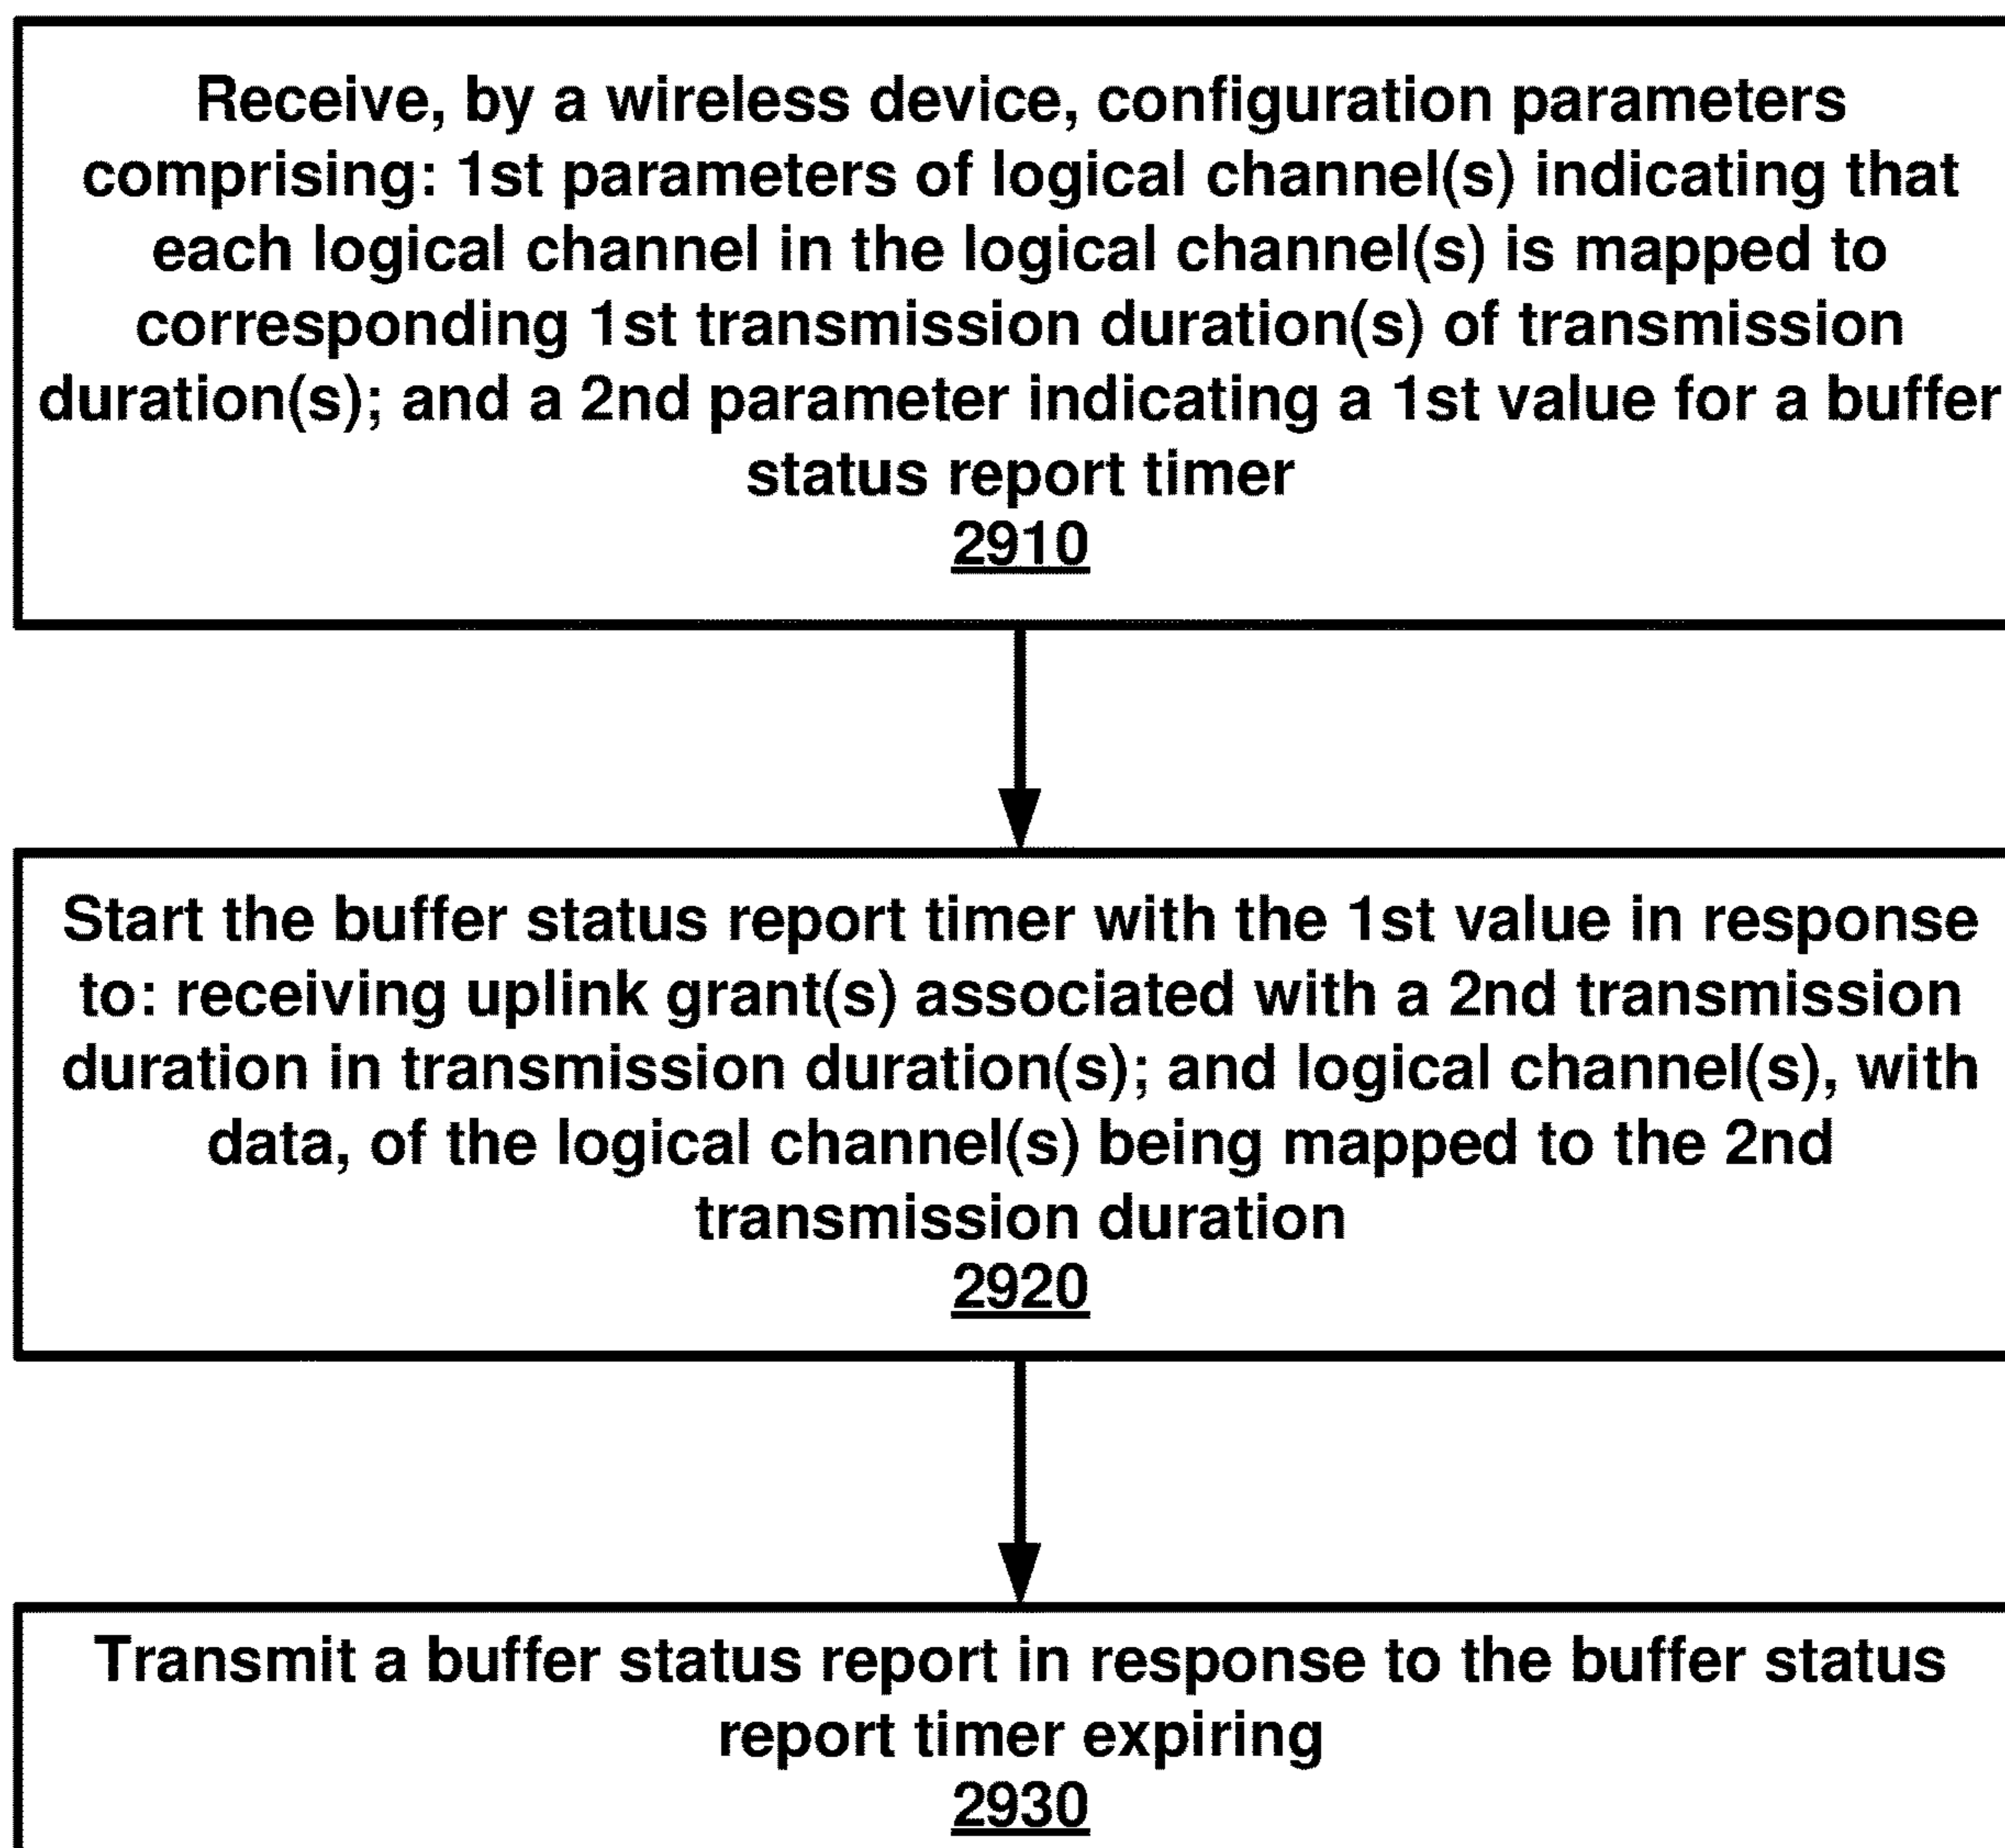 Receive, by a wireless device, configuration parameters
comprising: 1st parameters of logical channel(s) indicating that
each logical channel in the logical channel(s) is mapped to
corresponding 1st transmission duration(s) of transmission
duration(s); and a 2nd parameter indicating a 1st value for a buffer
status report timer
2910
Start the buffer status report timer with the 1st value in response
to: receiving uplink grant(s) associated with a 2nd transmission
duration in transmission duration(s); and logical channel(s), with
data, of the logical channel(s) being mapped to the 2nd
transmission duration
2920
Transmit a buffer status report in response to the buffer status
report timer expiring
2930